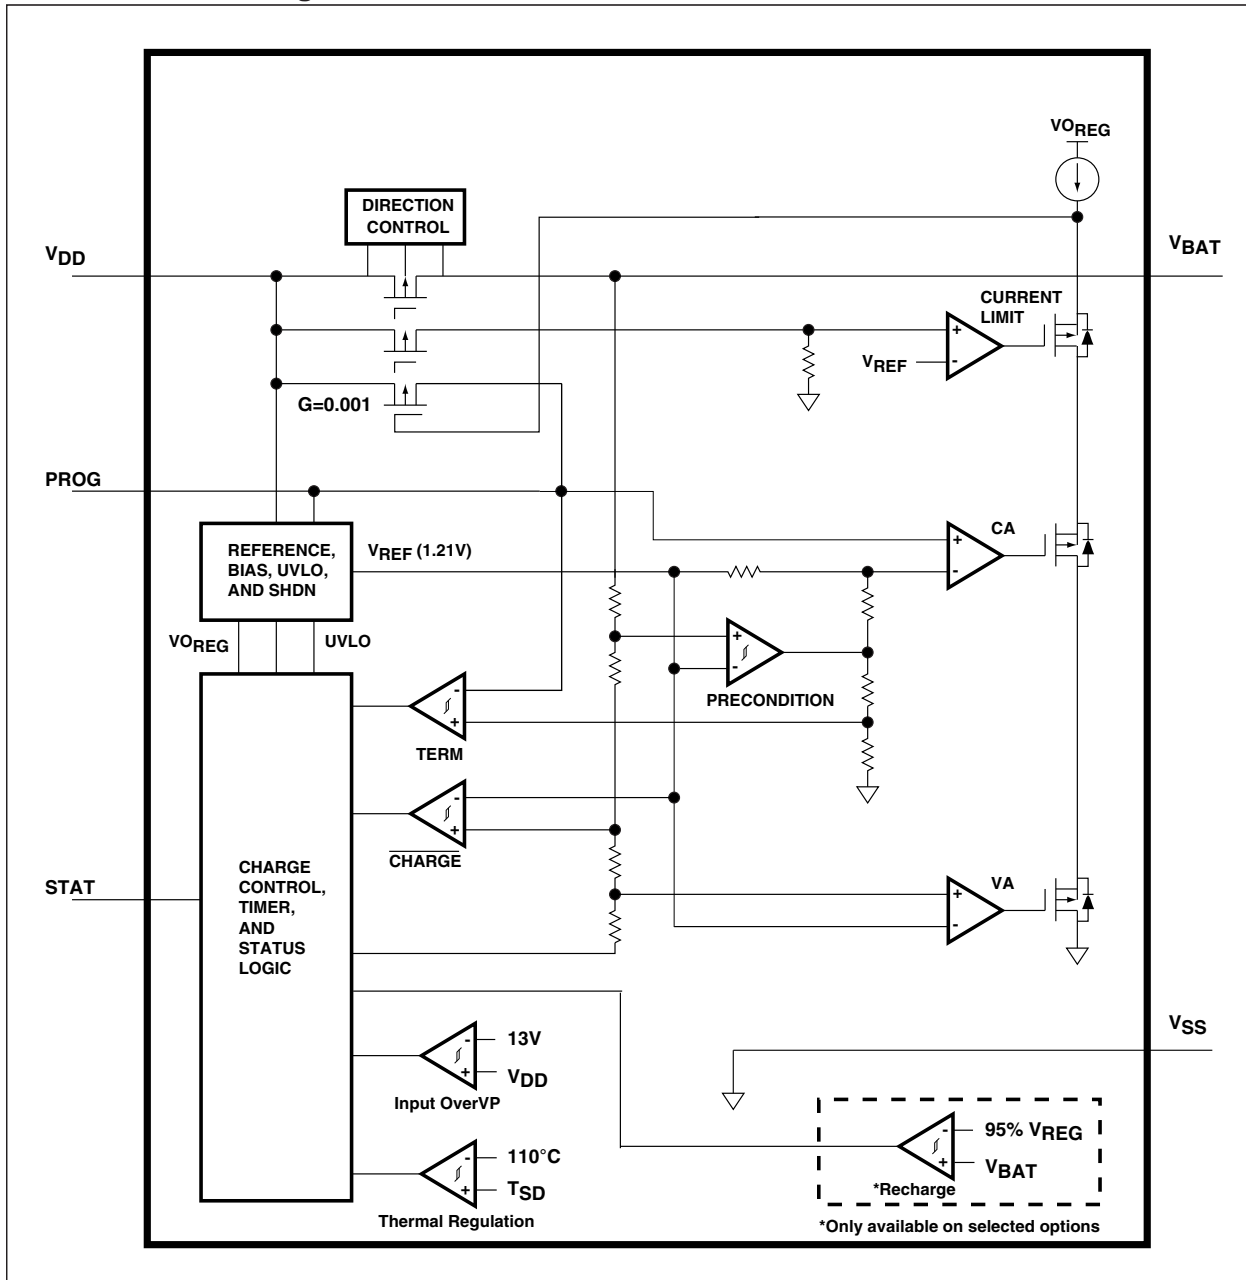 VOREG
DIRECTION
CONTROL
VDD
VBAT
CURRENT
LIMIT
+
-
VREF
G=0.001
PROG
REFERENCE,
BIAS, UVLO,
AND SHDN
VREF (1.21V)
CA
+
-
VOREG
UVLO
+
-
PRECONDITION
-
+
TERM
-
+
CHARGE
CHARGE
CONTROL,
TIMER,
AND
STATUS
LOGIC
STAT
VA
+
-
- 13V
+ VDD
Input OverVP
VSS
- 95% VREG
+ VBAT
*Recharge
*Only available on selected options
- 110°C
+ TSD
Thermal Regulation